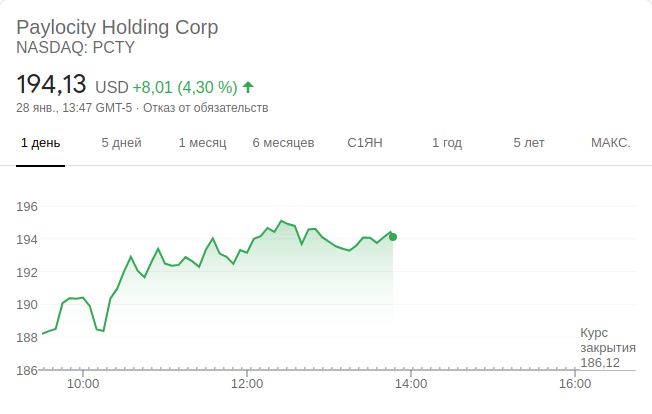 Paylocity Holding Corp
NASDAQ: PCTY
194,13 USD +8,01 (4,30 %)
28 янв., 13:47 GMT-5 · Отказ от обязательств
1 день 5 дней 1 месяц 6 месяцев С1ЯН 1 год 5 лет МАКС.
196
194
192
190
188
186
Курс
закрытия
186,12
10:00 12:00 14:00 16:00